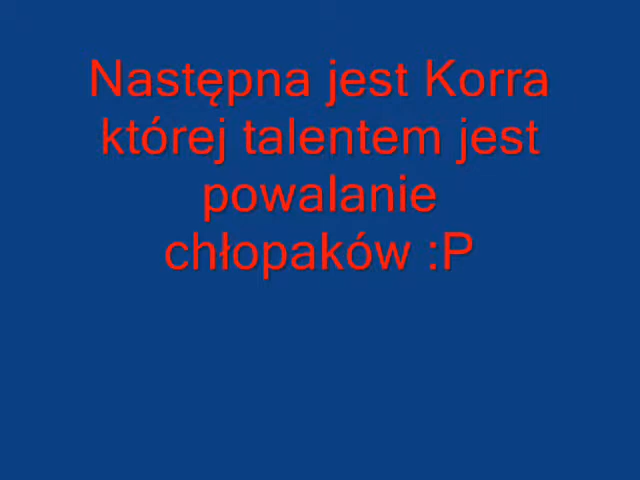 Następna jest Korra
której talentem jest
powalanie
chłopaków :P